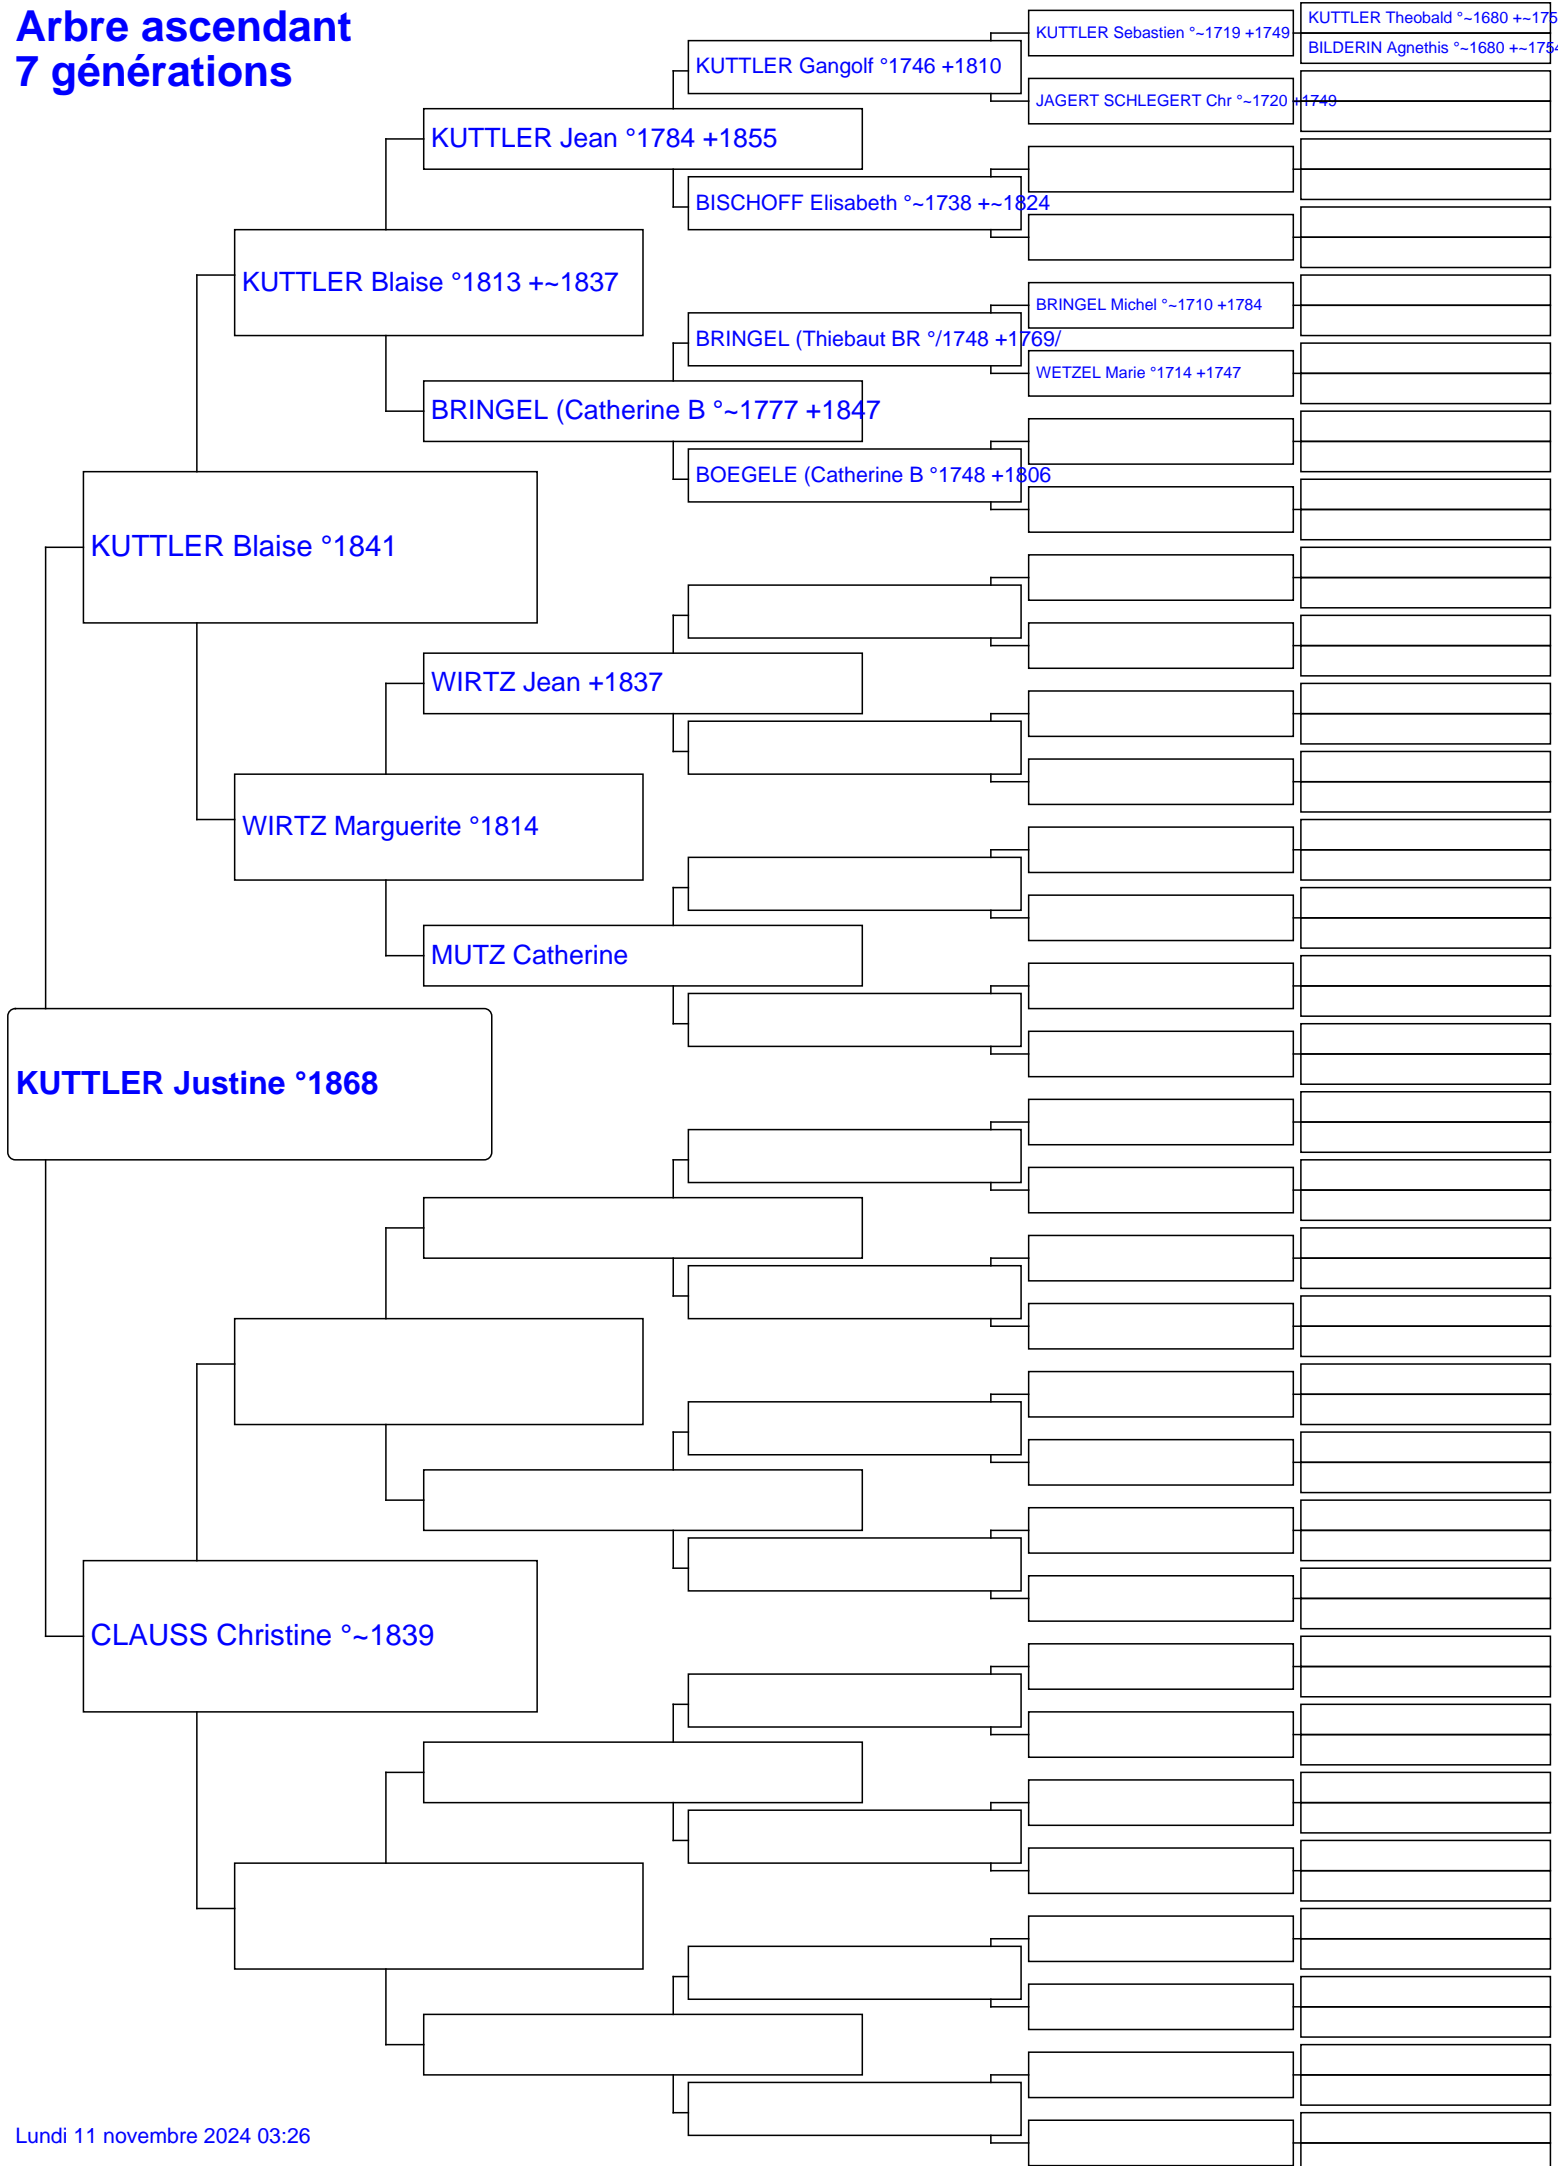 Arbre ascendant
7 générations
KUTTLER Theobald °~1680 +~175
KUTTLER Sebastien °~1719 +1749
BILDERIN Agnethis °~1680 +~1754
KUTTLER Gangolf °1746 +1810
JAGERT SCHLEGERT Chr °~1720 +1749
KUTTLER Jean °1784 +1855
BISCHOFF Elisabeth °~1738 +~1824
KUTTLER Blaise °1813 +~1837
BRINGEL Michel °~1710 +1784
BRINGEL (Thiebaut BR °/1748 +1769/
WETZEL Marie °1714 +1747
BRINGEL (Catherine B °~1777 +1847
BOEGELE (Catherine B °1748 +1806
KUTTLER Blaise °1841
WIRTZ Jean +1837
WIRTZ Marguerite °1814
MUTZ Catherine
KUTTLER Justine °1868
CLAUSS Christine °~1839
Lundi 11 novembre 2024 03:26